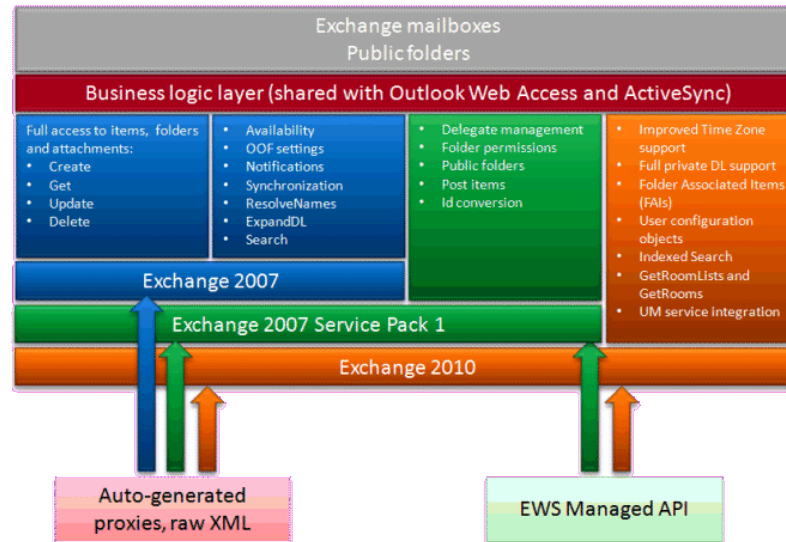 Exchange mailboxes
Public folders
Business logic layer (shared with Outlook Web Access and ActiveSync)
Full access to items, folders
and attachments:
• Create
• Get
• Update
• Delete
• Availability
• OOF settings
• Notifications
• Synchronization
• ResolveNames
• ExpandDL
• Search
• Delegate management
• Folder permissions
• Public folders
• Post items
• Id conversion
• Improved Time Zone
support
• Full private DL support
• Folder Associated Items
(FAIs)
• User configuration
objects
• Indexed Search
• GetRoomLists and
GetRooms
• UM service integration
Exchange 2007
Exchange 2007 Service Pack 1
Exchange 2010
Auto-generated
proxies, raw XML
EWS Managed API